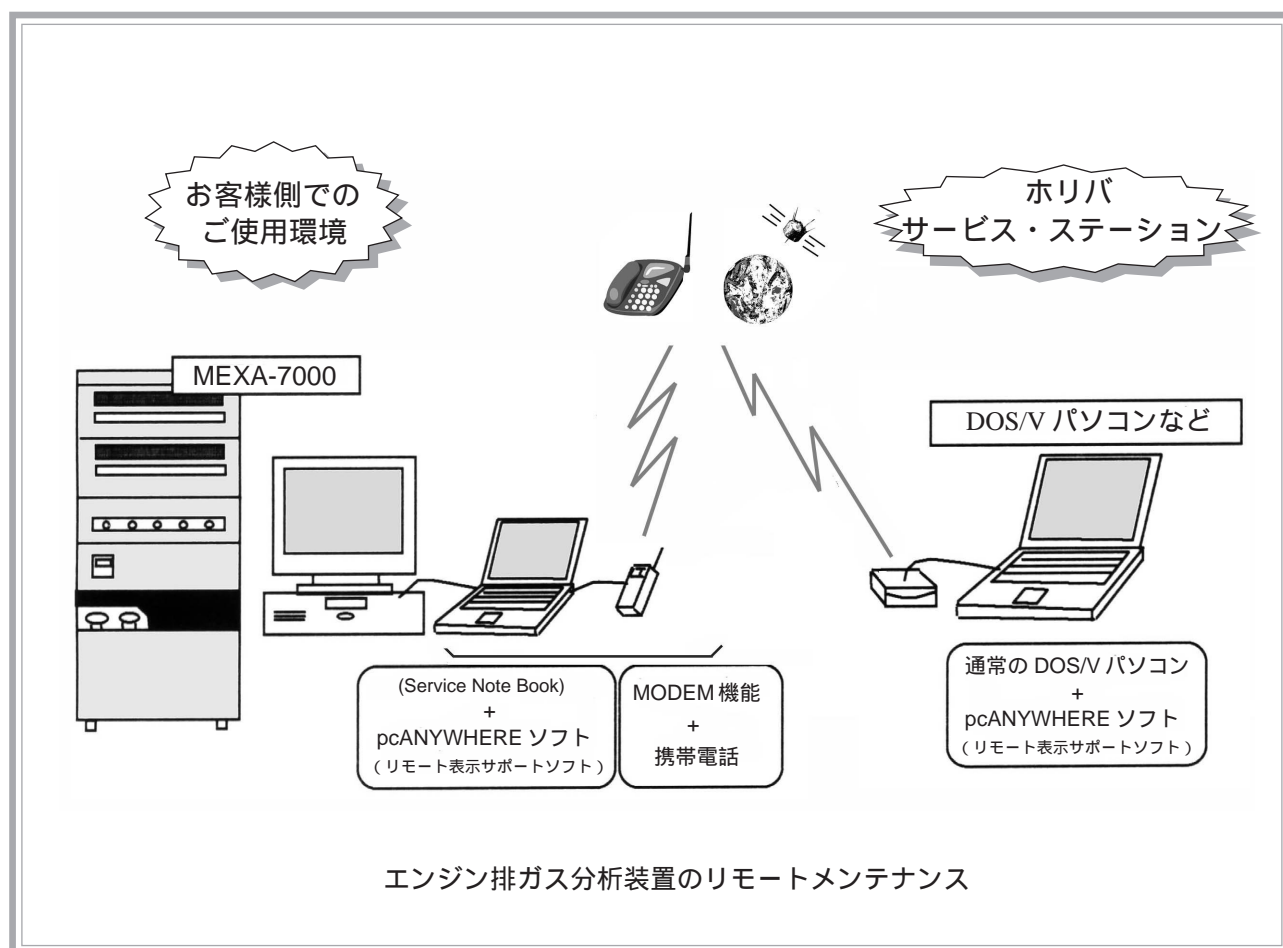 お客様側での
ご使用環境
ホリバ
サービス・ステーション
MEXA-7000
DOS/V パソコンなど
(Service Note Book)
+
pcANYWHERE ソフト
(リモート表示サポートソフト)
MODEM 機能
+
携帯電話
通常の DOS/V パソコン
+
pcANYWHERE ソフト
(リモート表示サポートソフト)
エンジン排ガス分析装置のリモートメンテナンス